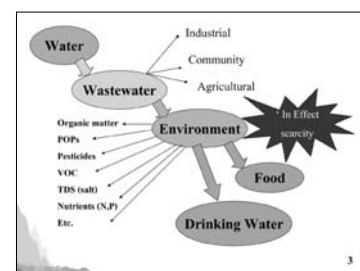 Water
Industrial
Community
Wastewater
Agricultural
In Effect
scarcity
Organic matter
Environment
POPs
Pesticides
VOC
Food
TDS (salt)
Nutrients (N,P)
Drinking Water
Etc.
3